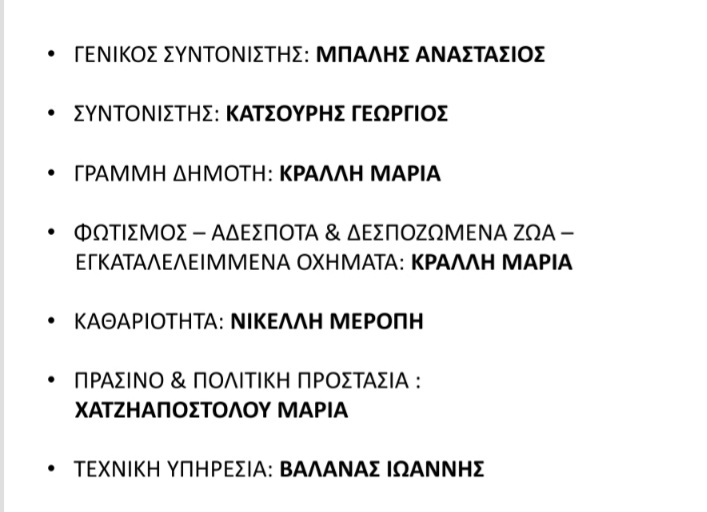 • ΓΕΝΙΚΟΣ ΣΥΝΤΟΝΙΣΤΗΣ: ΜΠΑΛΗΣ ΑΝΑΣΤΑΣΙΟΣ
• ΣΥΝΤΟΝΙΣΤΗΣ: ΚΑΤΣΟΥΡΗΣ ΓΕΩΡΓΙΟΣ
• ΓΡΑΜΜΗ ΔΗΜΟΤΗ: ΚΡΑΛΛΗ ΜΑΡΙΑ
• ΦΩΤΙΣΜΟΣ – ΑΔΕΣΠΟΤΑ & ΔΕΣΠΟΖΩΜΕΝΑ ΖΩΑ –
ΕΓΚΑΤΑΛΕΛΕΙΜΜΕΝΑ ΟΧΗΜΑΤΑ: ΚΡΑΛΛΗ ΜΑΡΙΑ
• ΚΑΘΑΡΙΟΤΗΤΑ: ΝΙΚΕΛΛΗ ΜΕΡΟΠΗ
• ΠΡΑΣΙΝΟ & ΠΟΛΙΤΙΚΗ ΠΡΟΣΤΑΣΙΑ :
ΧΑΤΖΗΑΠΟΣΤΟΛΟΥ ΜΑΡΙΑ
• ΤΕΧΝΙΚΗ ΥΠΗΡΕΣΙΑ: ΒΑΛΑΝΑΣ ΙΩΑΝΝΗΣ